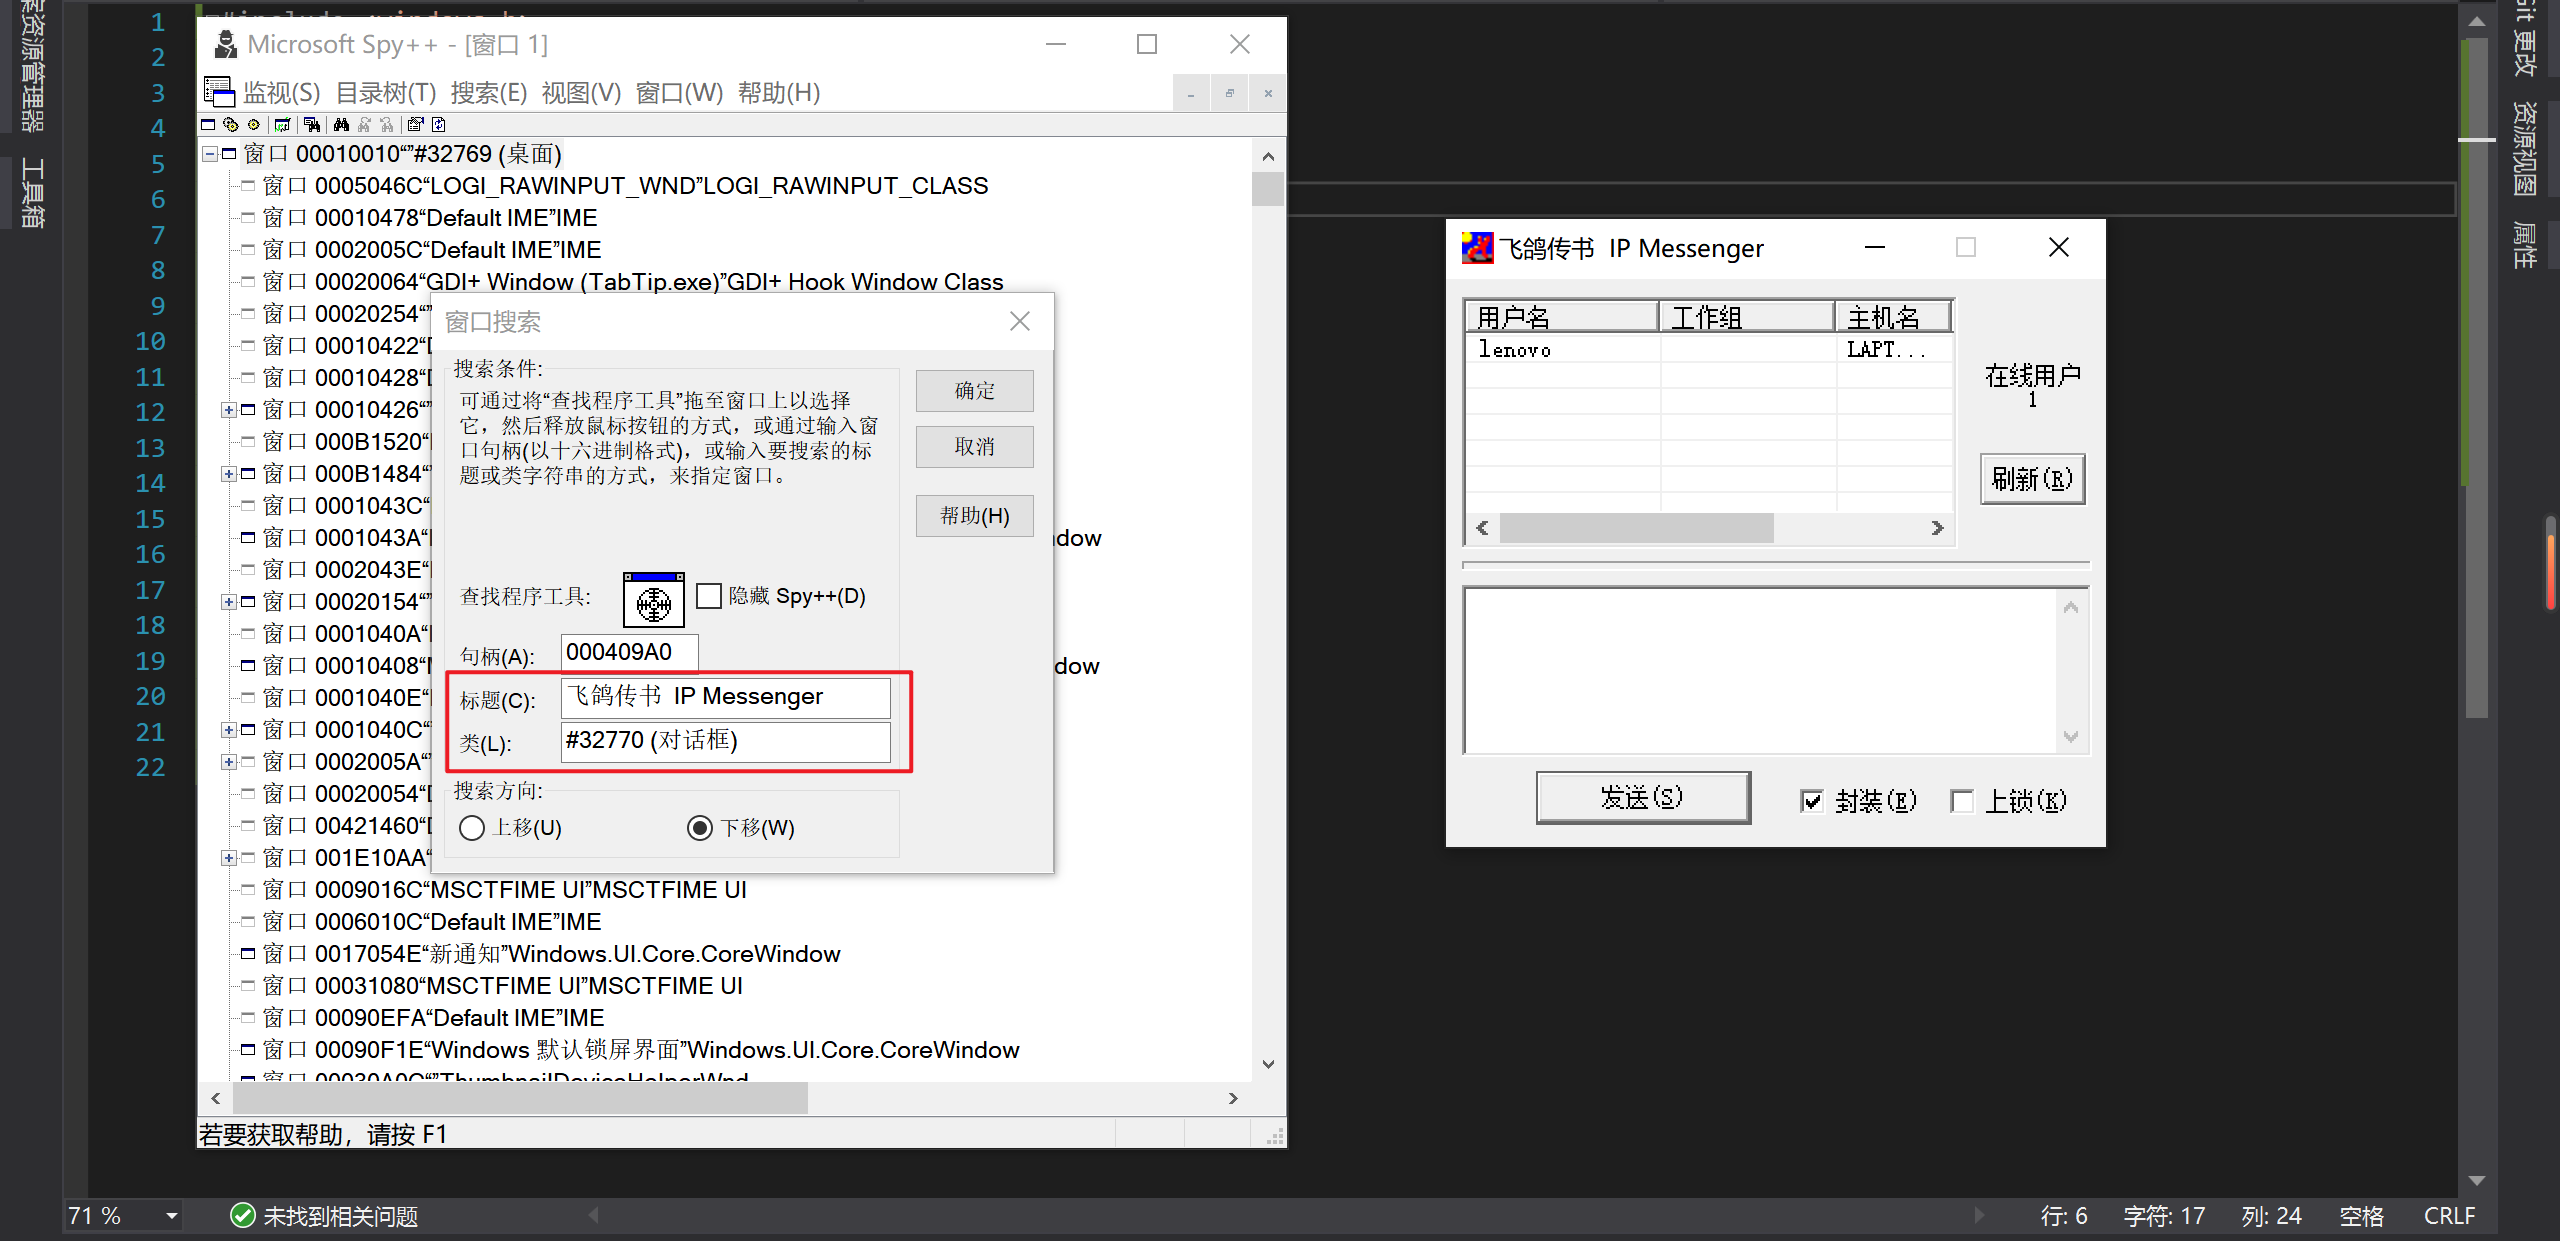 案资源管理器
工具箱
1
2
3
4
5
6
7
8
9
10
11
12
13
14
15
16
17
18
19
20
21
22
Microsoft Spy++ - [窗口 1]
监视(S) 目录树(T) 搜索(E) 视图(V) 窗口(W) 帮助(H)
窗口 00010010“”#32769 (桌面)
窗口 0005046C“LOGI_RAWINPUT_WND”LOGI_RAWINPUT_CLASS
窗口 00010478“Default IME”IME
窗口 0002005C“Default IME”IME
窗口 00020064“GDI+ Window (TabTip.exe)”GDI+ Hook Window Class
窗口 00020254“”
窗口 00010422“
窗口 00010428“
窗口 00010426“”
窗口 000B1520“
窗口 000B1484“”
窗口 0001043C“
窗口 0001043A“ ndow
窗口 0002043E“
窗口 00020154“”
窗口 0001040A“
窗口 00010408“ dow
窗口 0001040E“
窗口 0001040C“
窗口 0002005A“”
窗口 00020054“
窗口 00421460“
窗口 001E10AA“
窗口 0009016C“MSCTFIME UI”MSCTFIME UI
窗口 0006010C“Default IME”IME
窗口 0017054E“新通知”Windows.UI.Core.CoreWindow
窗口 00031080“MSCTFIME UI”MSCTFIME UI
窗口 00090EFA“Default IME”IME
窗口 00090F1E“Windows 默认锁屏界面”Windows.UI.Core.CoreWindow
窗口 00030A0C“”ThumbnailDeviceHelperWnd
若要获取帮助，请按 F1
窗口搜索
搜索条件:
可通过将“查找程序工具”拖至窗口上以选择
它，然后释放鼠标按钮的方式，或通过输入窗
口句柄(以十六进制格式)，或输入要搜索的标
题或类字符串的方式，来指定窗口。
确定
取消
帮助(H)
查找程序工具:
隐藏 Spy++(D)
句柄(A): 000409A0
标题(C): 飞鸽传书 IP Messenger
类(L): #32770 (对话框)
搜索方向:
上移(U) 下移(W)
飞鸽传书 IP Messenger
用户名 工作组 主机名
lenovo LAPT...
在线用户
1
刷新(R)
发送(S) 封装(E) 上锁(K)
Git 更改
资源视图
属性
71 % 未找到相关问题 行: 6 字符: 17 列: 24 空格 CRLF